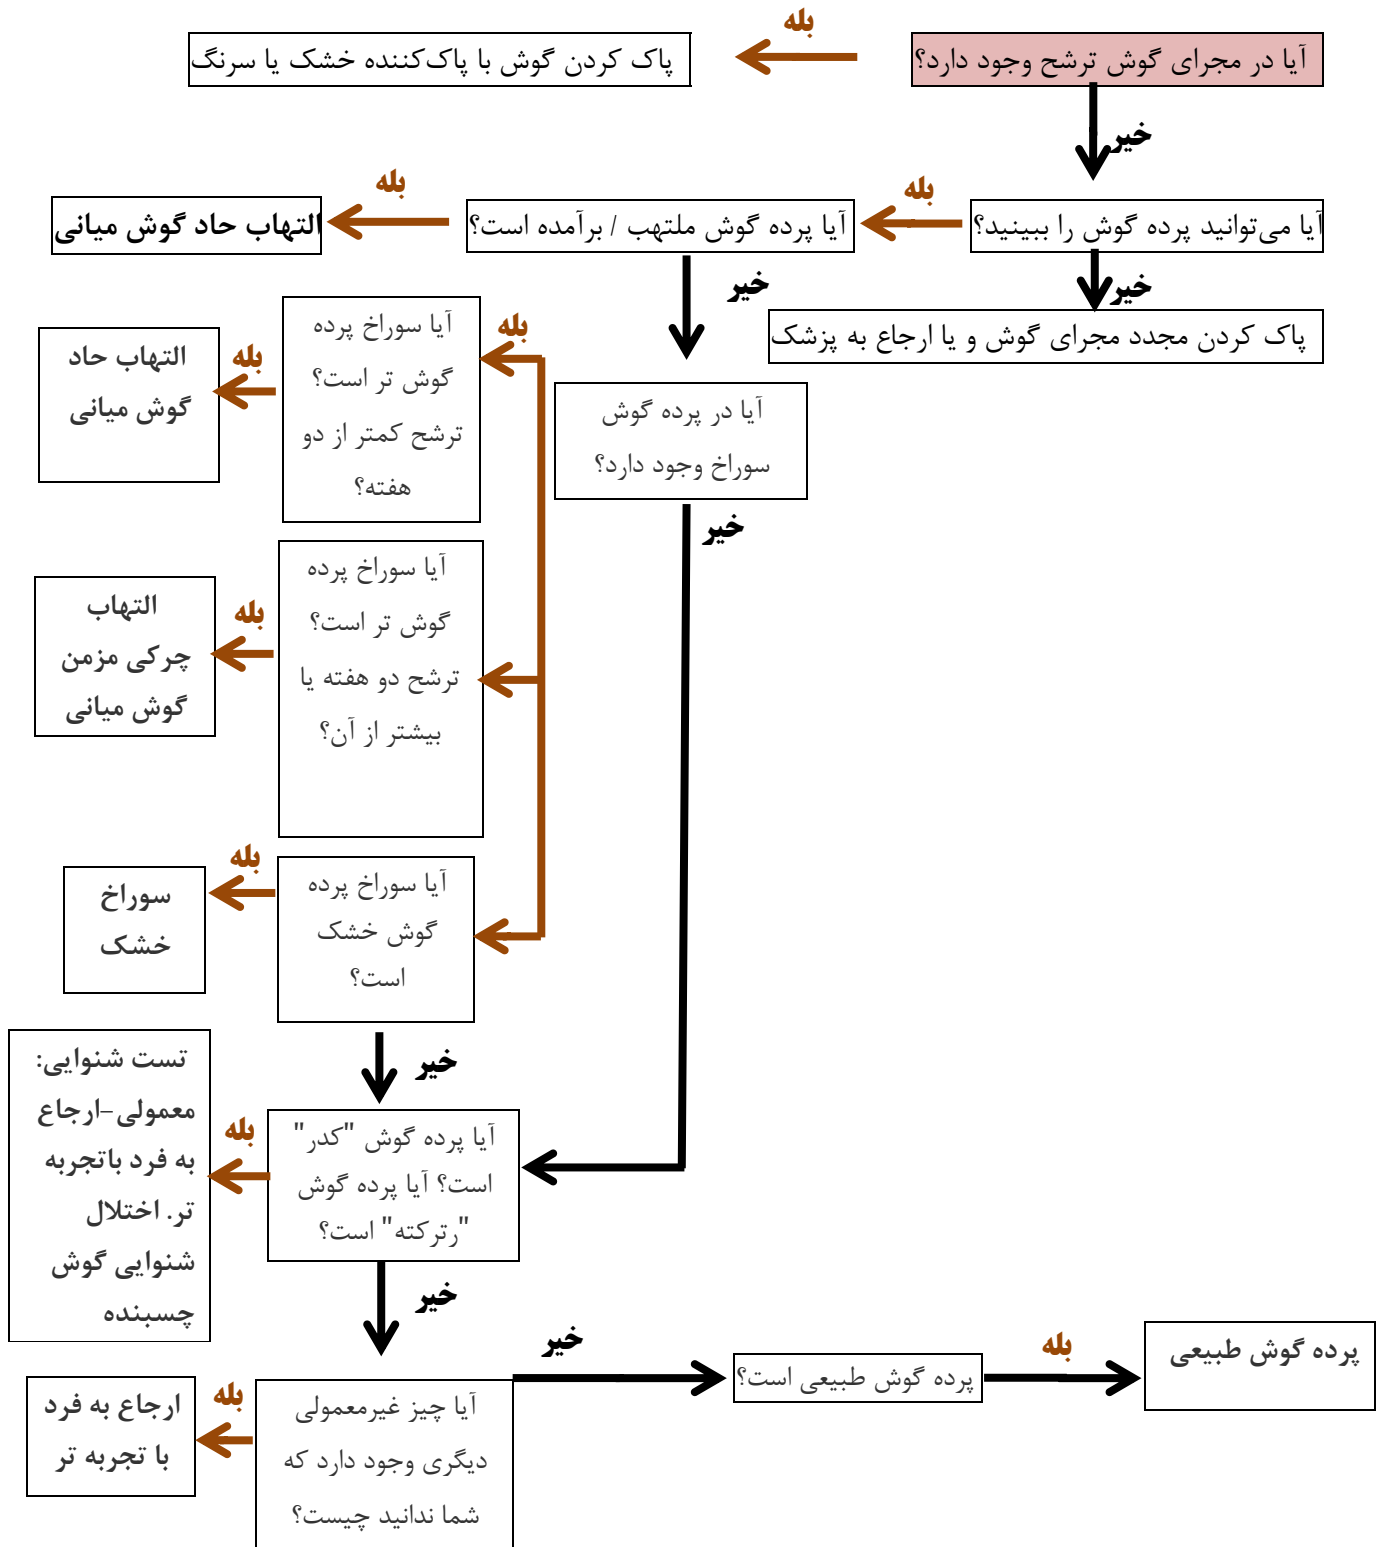 بله
آیا در مجرای گوش ترشح وجود دارد؟
پاک کردن گوش با پاک‌کننده خشک یا سرنگ
خیر
بله
بله
آیا می‌توانید پرده گوش را ببینید؟
آیا پرده گوش ملتهب / برآمده است؟
التهاب حاد گوش میانی
خیر
خیر
پاک کردن مجدد مجرای گوش و یا ارجاع به پزشک
بله
آیا سوراخ پرده
گوش تر است؟
ترشح کمتر از دو
هفته؟
بله
التهاب حاد
گوش میانی
آیا در پرده گوش
سوراخ وجود دارد؟
خیر
آیا سوراخ پرده
گوش تر است؟
ترشح دو هفته یا
بیشتر از آن؟
بله
التهاب
چرکی مزمن
گوش میانی
آیا سوراخ پرده
گوش خشک
است؟
بله
سوراخ
خشک
خیر
آیا پرده گوش "کدر"
است؟ آیا پرده گوش
"رترکته" است؟
بله
تست شنوایی:
معمولی-ارجاع
به فرد باتجربه
تر. اختلال
شنوایی گوش
چسبنده
خیر
آیا چیز غیرمعمولی
دیگری وجود دارد که
شما ندانید چیست؟
بله
ارجاع به فرد
با تجربه تر
خیر
پرده گوش طبیعی است؟
بله
پرده گوش طبیعی